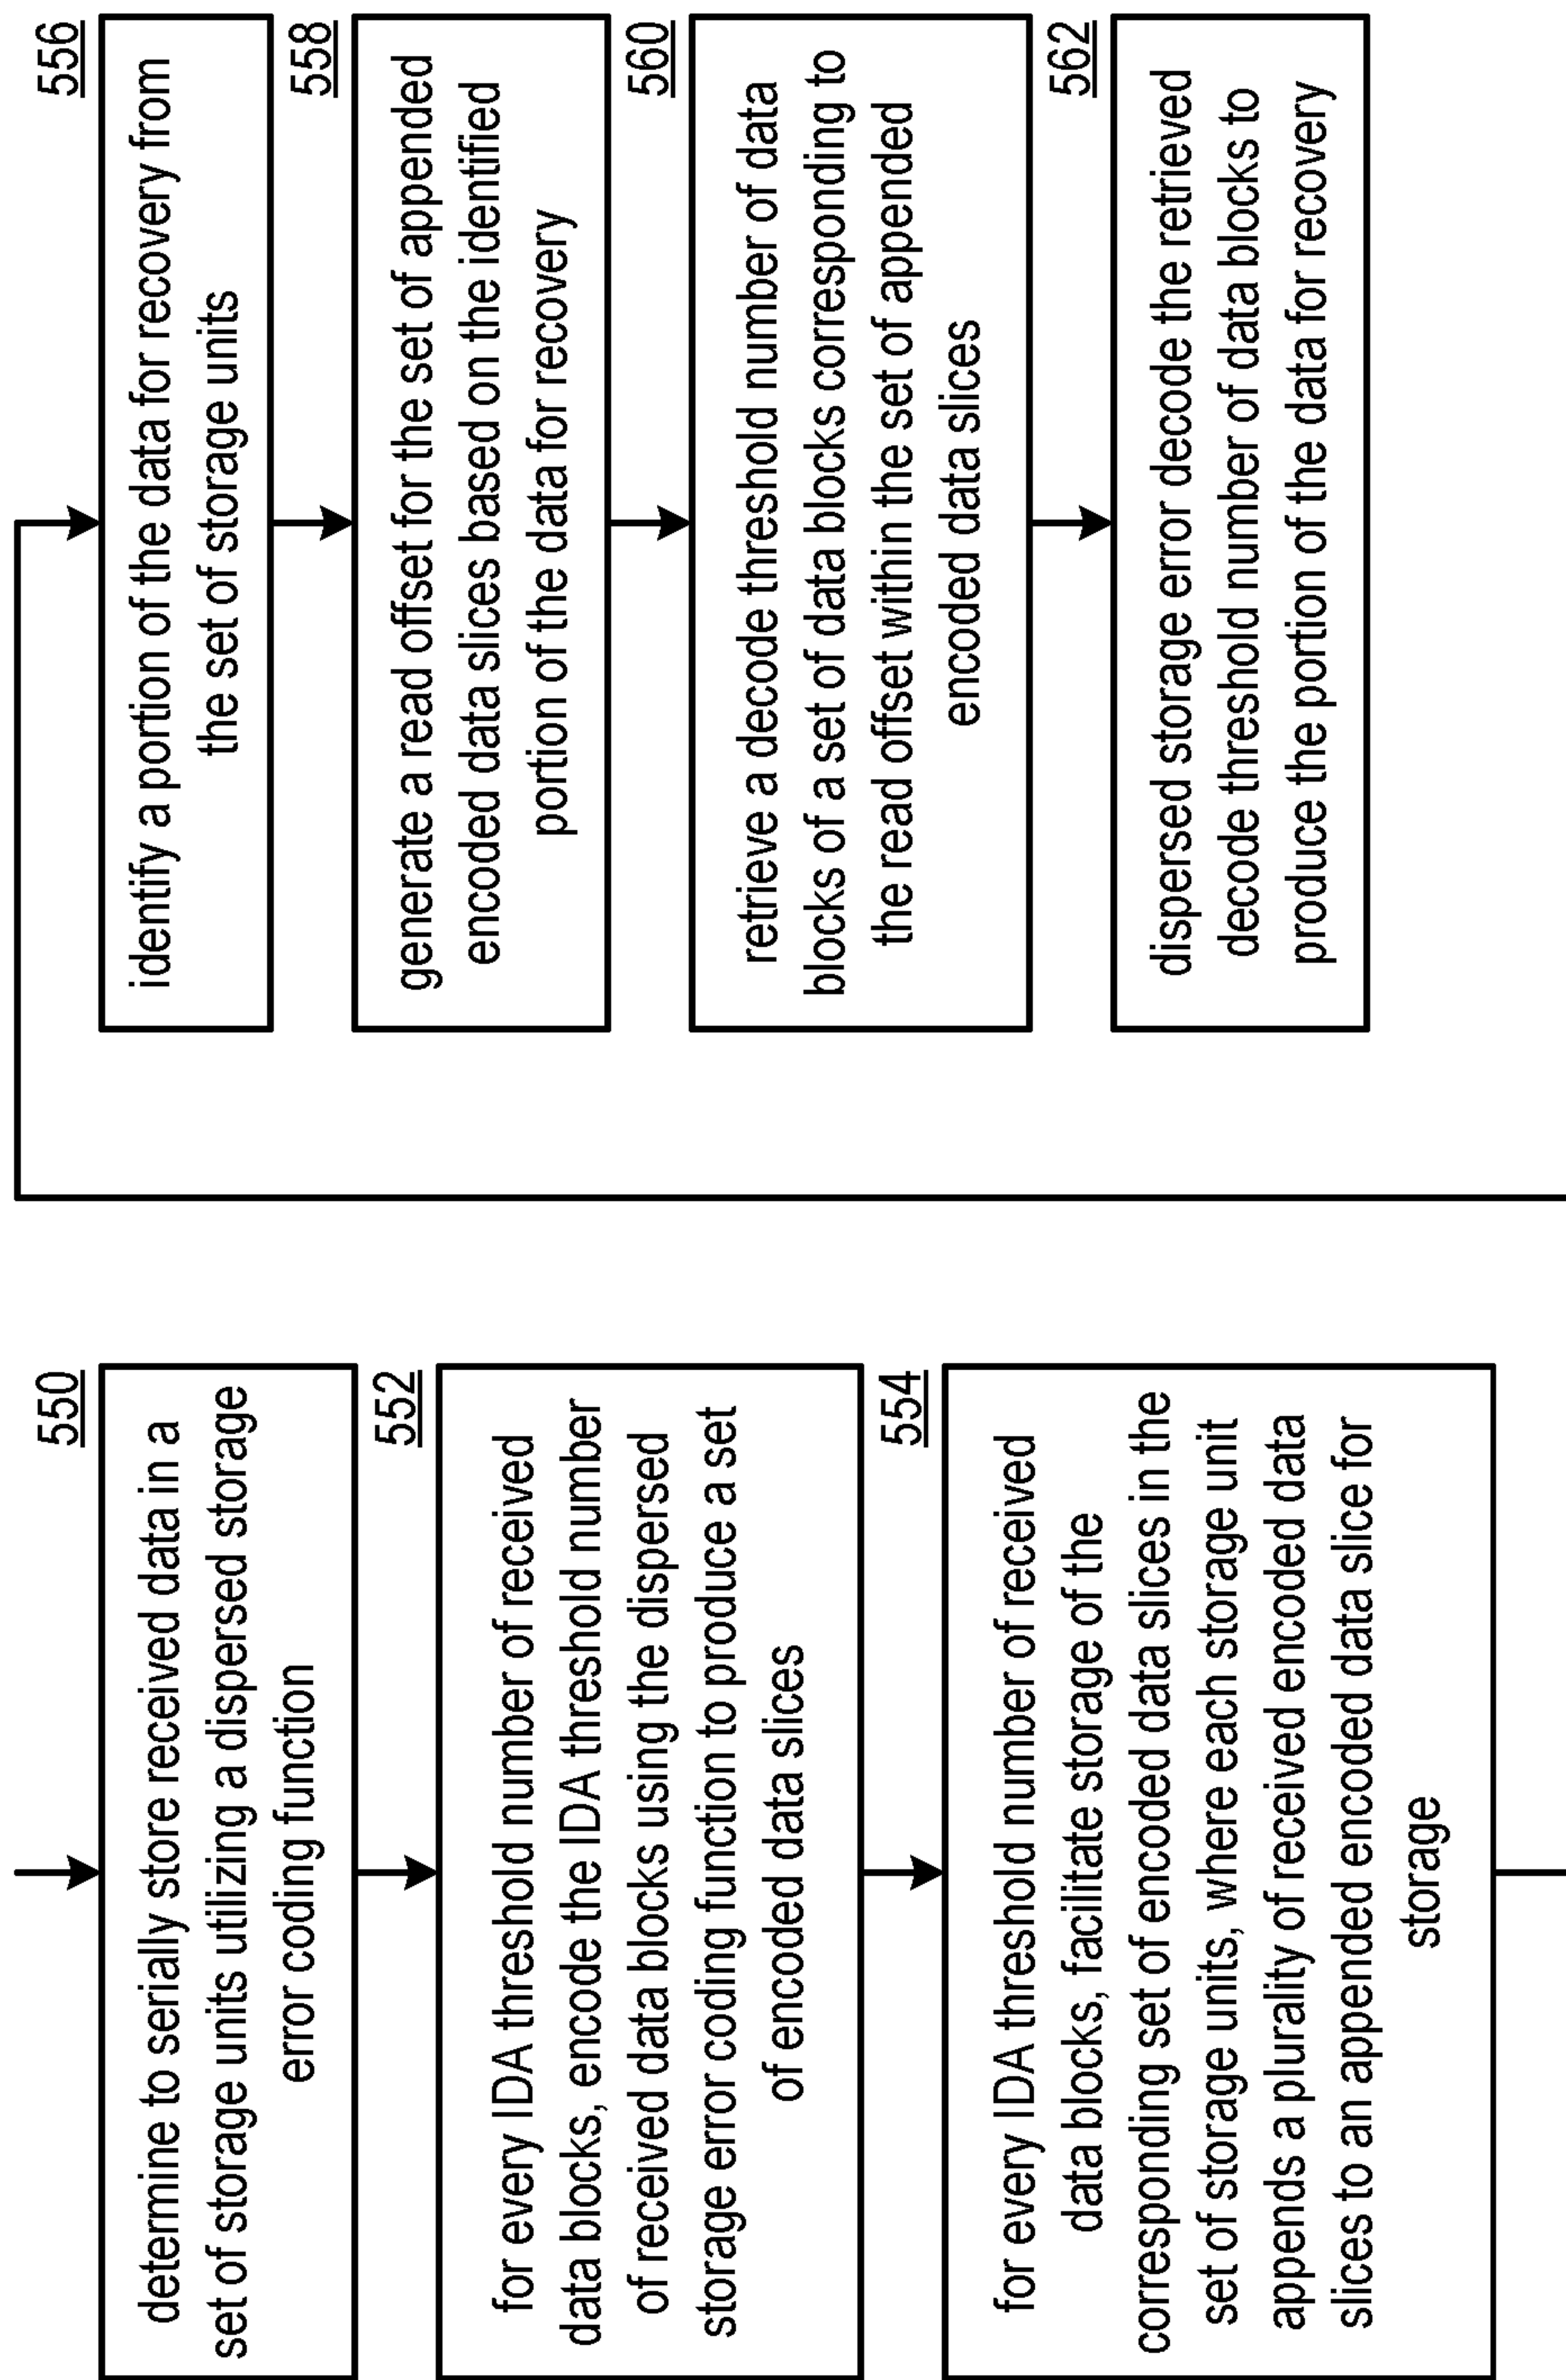 550
determine to serially store received data in a
set of storage units utilizing a dispersed storage
error coding function
552
for every IDA threshold number of received
data blocks, encode the IDA threshold number
of received data blocks using the dispersed
storage error coding function to produce a set
of encoded data slices
554
for every IDA threshold number of received
data blocks, facilitate storage of the
corresponding set of encoded data slices in the
set of storage units, where each storage unit
appends a plurality of received encoded data
slices to an appended encoded data slice for
storage
556
identify a portion of the data for recovery from
the set of storage units
558
generate a read offset for the set of appended
encoded data slices based on the identified
portion of the data for recovery
560
retrieve a decode threshold number of data
blocks of a set of data blocks corresponding to
the read offset within the set of appended
encoded data slices
562
dispersed storage error decode the retrieved
decode threshold number of data blocks to
produce the portion of the data for recovery